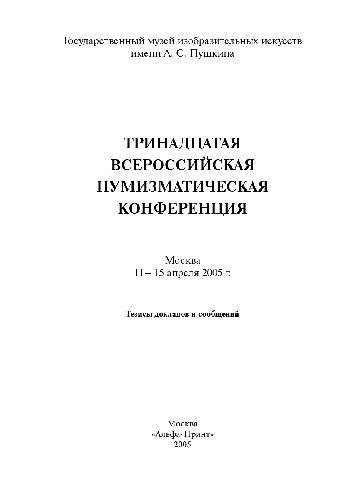 Государственный музей изобразительных искусств
имени А. С. Пушкина
ТРИНАДЦАТАЯ
ВСЕРОССИЙСКАЯ
НУМИЗМАТИЧЕСКАЯ
КОНФЕРЕНЦИЯ
Москва
11 – 15 апреля 2005 г.
Тезисы докладов и сообщений
Москва
«Альфа-Принт»
2005